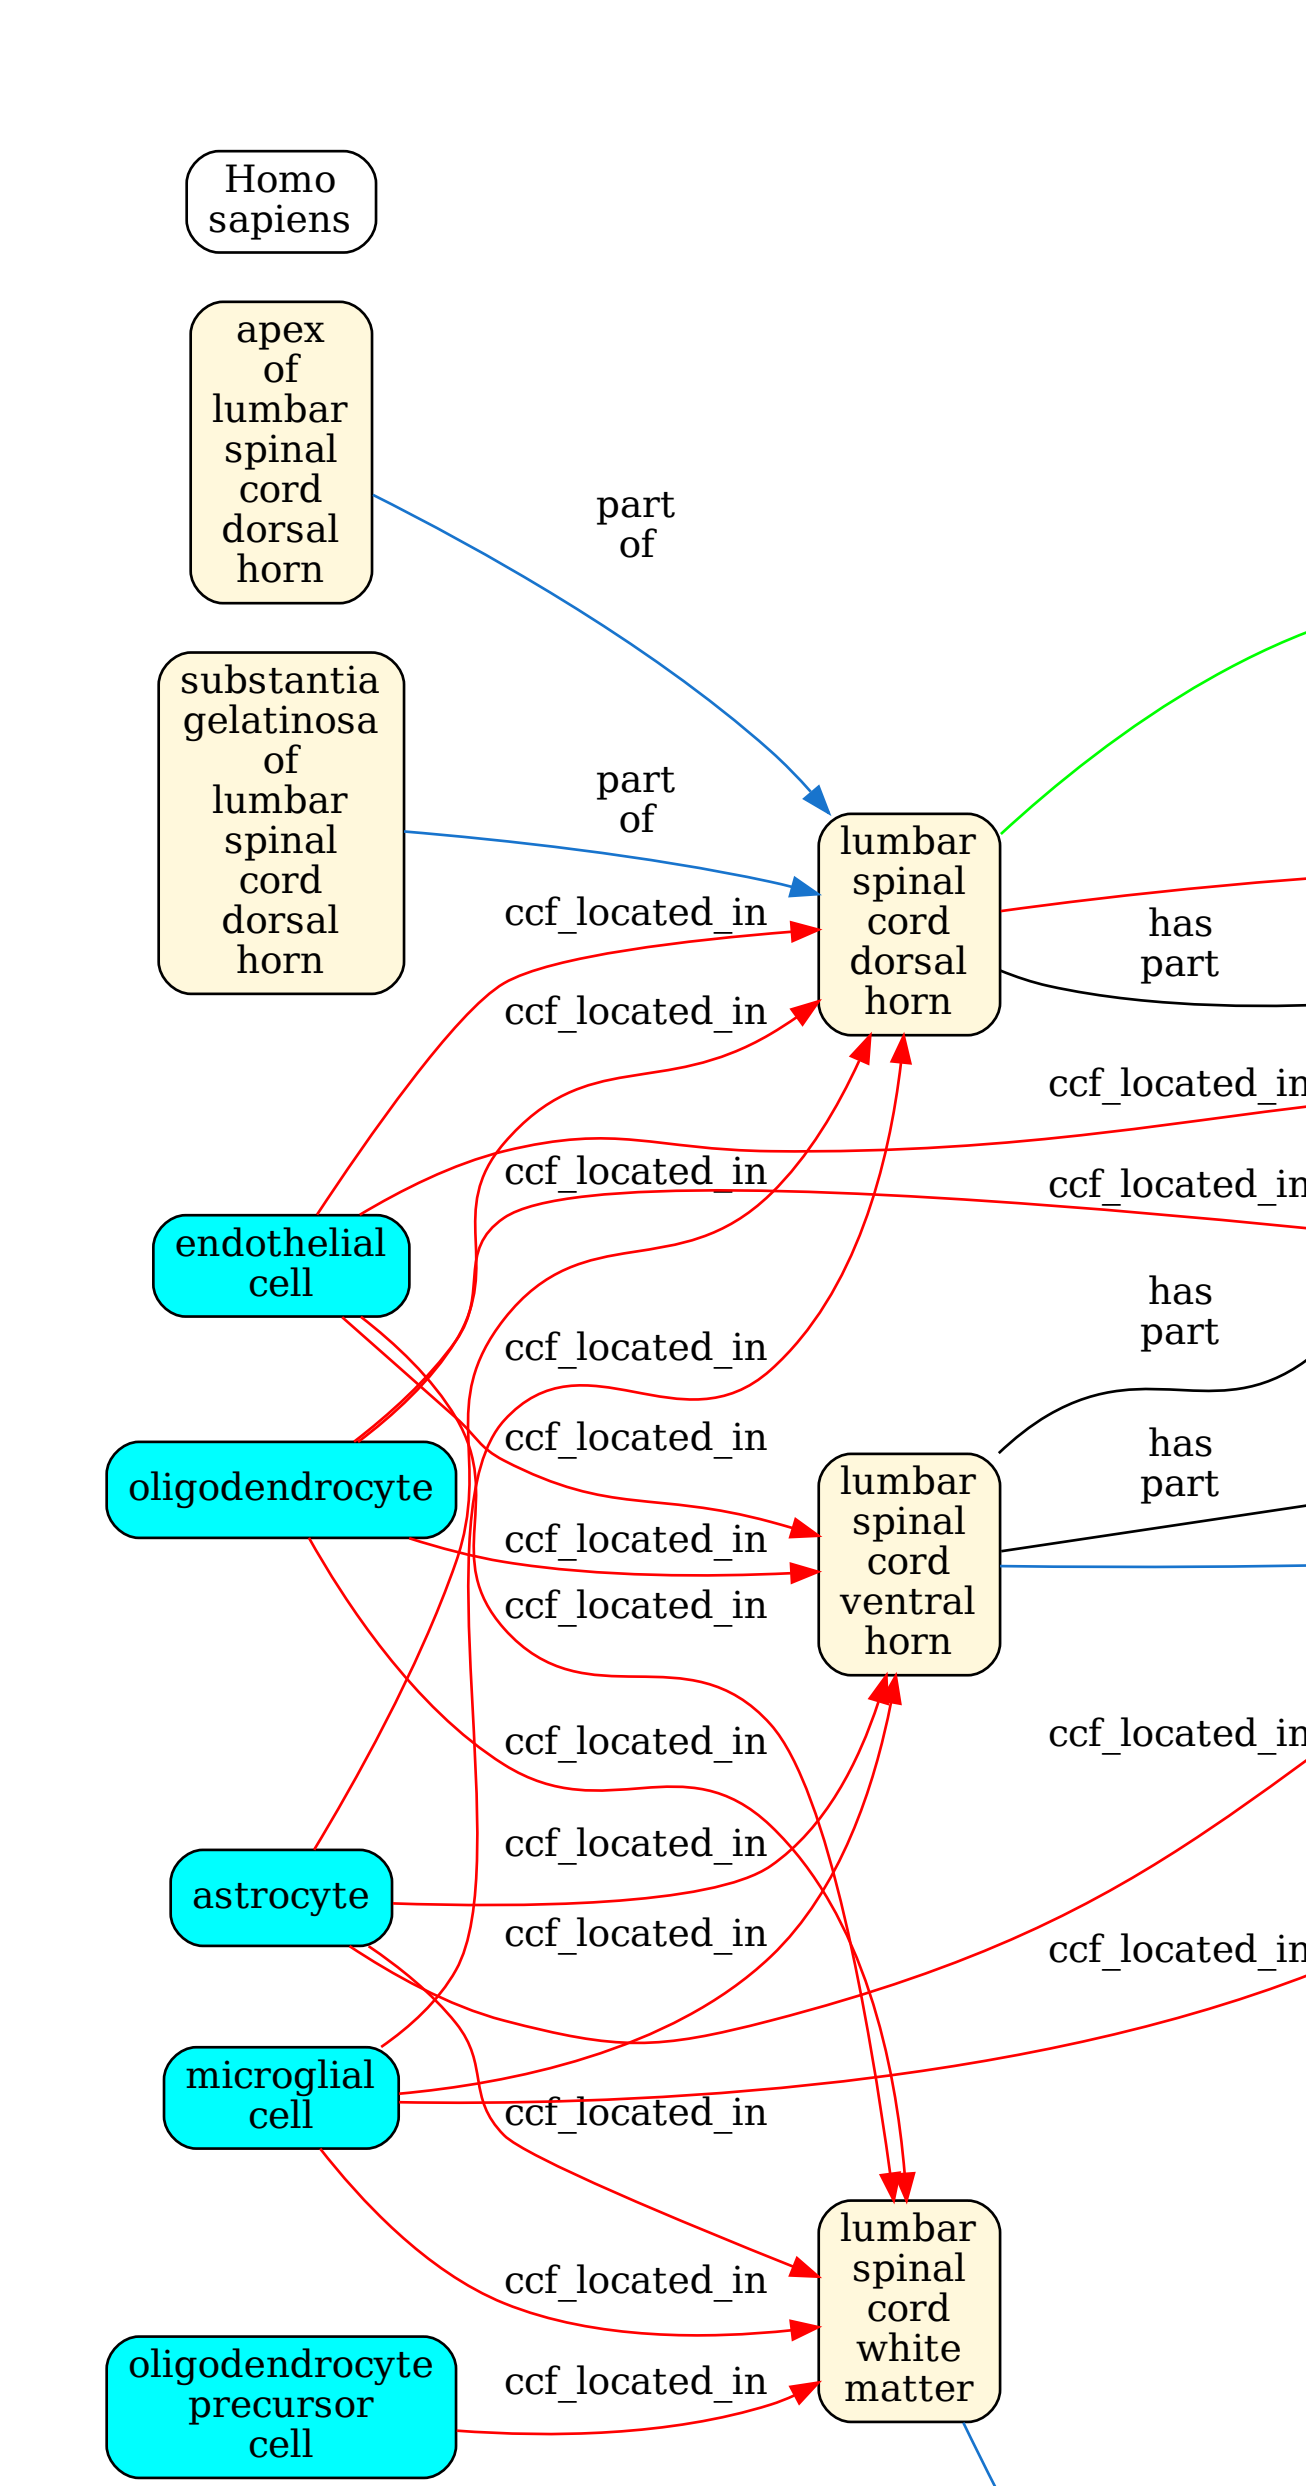 Homo
sapiens
apex
of
lumbar
spinal
cord
dorsal
horn
part
of
substantia
gelatinosa
of
lumbar
spinal
cord
dorsal
horn
part
of
lumbar
spinal
cord
dorsal
horn
ccf_located_in
has
part
ccf_located_in
ccf_located_in
ccf_located_in
ccf_located_in
endothelial
cell
has
part
ccf_located_in
ccf_located_in
has
part
oligodendrocyte
lumbar
spinal
cord
ventral
horn
ccf_located_in
ccf_located_in
ccf_located_in
ccf_located_in
ccf_located_in
astrocyte
ccf_located_in
ccf_located_in
microglial
cell
ccf_located_in
lumbar
spinal
cord
white
matter
ccf_located_in
oligodendrocyte
precursor
cell
ccf_located_in